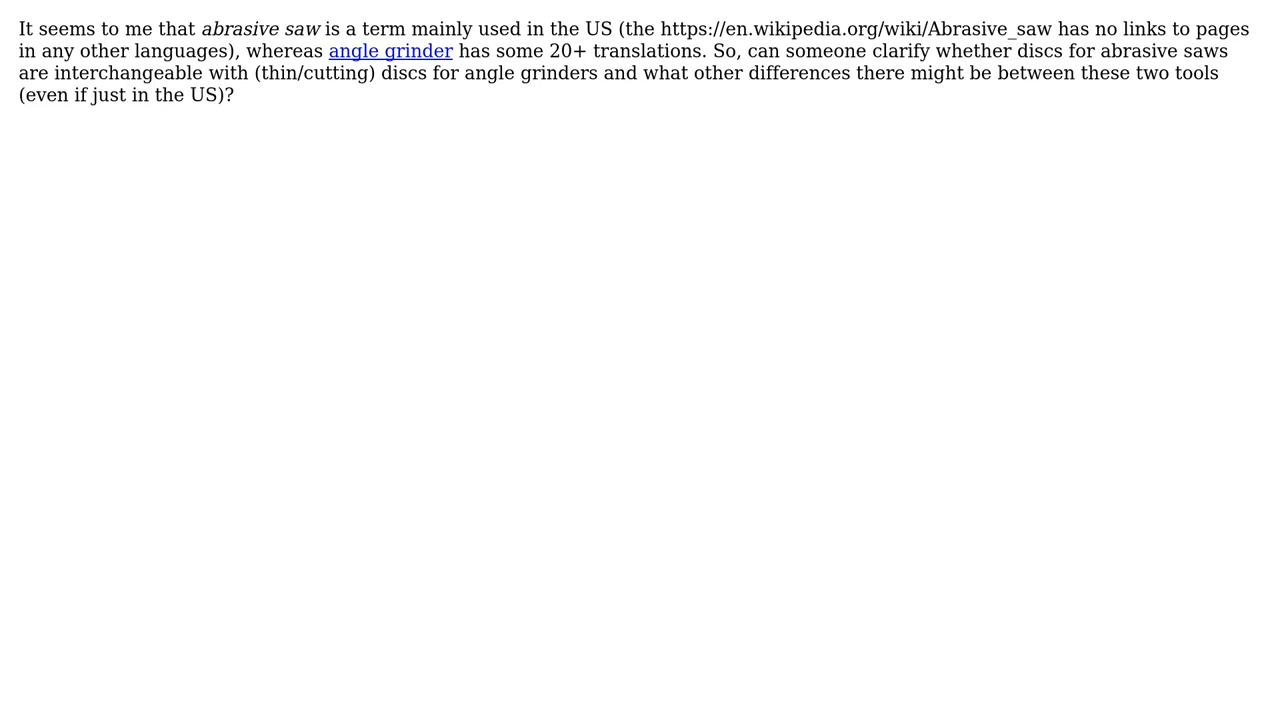 It seems to me that abrasive saw is a term mainly used in the US (the https://en.wikipedia.org/wiki/Abrasive_saw has no links to pages
in any other languages), whereas angle grinder has some 20+ translations. So, can someone clarify whether discs for abrasive saws
are interchangeable with (thin/cutting) discs for angle grinders and what other differences there might be between these two tools
(even if just in the US)?